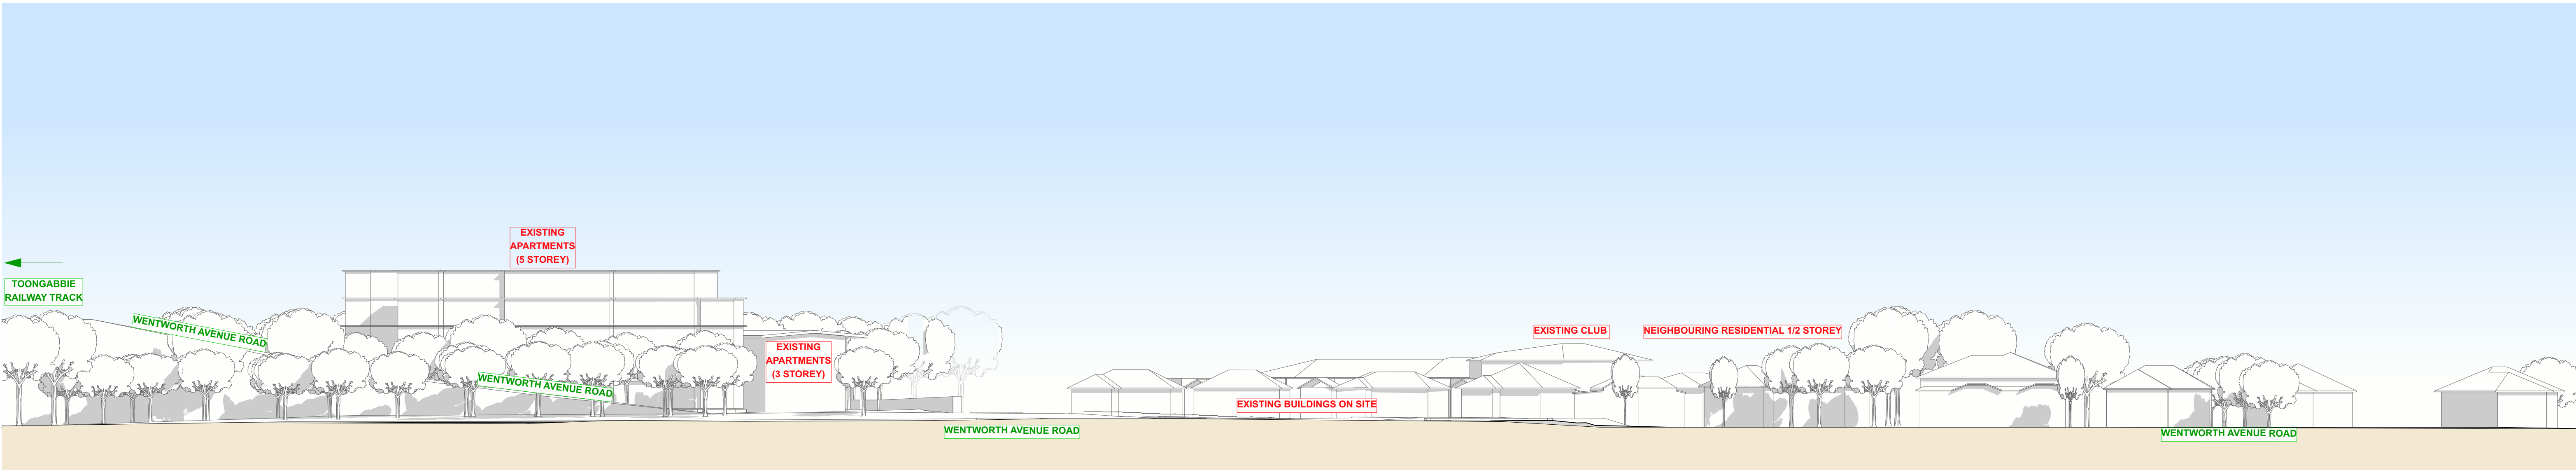 EXISTING
APARTMENTS
(5 STOREY)
TOONGABBIE
RAILWAY TRACK
WENTWORTH AVENUE ROAD
WENTWORTH AVENUE ROAD
EXISTING
APARTMENTS
(3 STOREY)
WENTWORTH AVENUE ROAD
EXISTING BUILDINGS ON SITE
EXISTING CLUB
NEIGHBOURING RESIDENTIAL 1/2 STOREY
WENTWORTH AVENUE ROAD